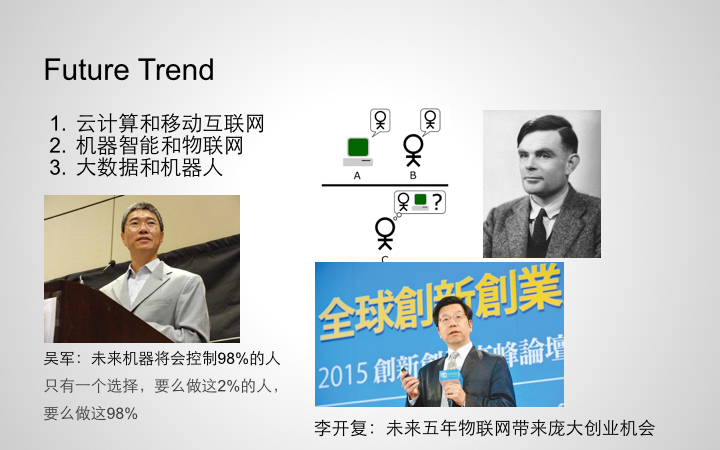 Future Trend
1. 云计算和移动互联网
2. 机器智能和物联网
3. 大数据和机器人
A
B
?
C
全球創新創業
2015 創新創
峰論壇
吴军：未来机器将会控制98%的人
只有一个选择，要么做这2%的人，
要么做这98%
李开复：未来五年物联网带来庞大创业机会